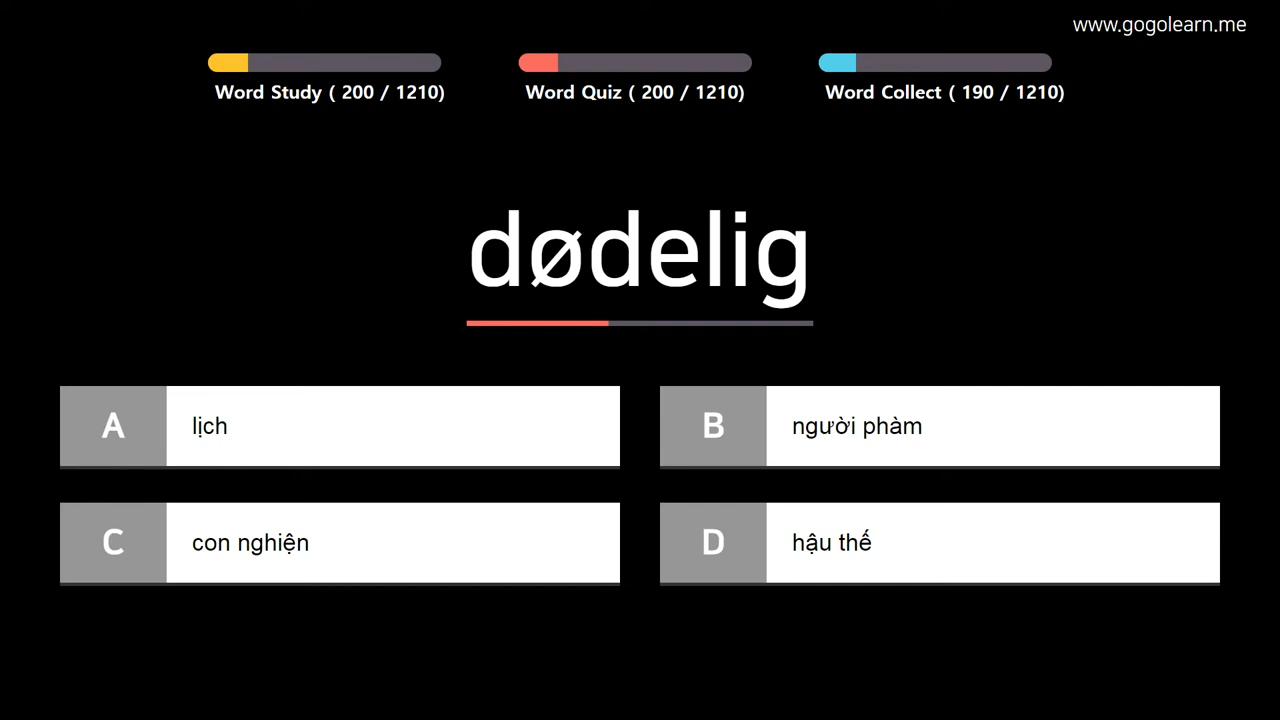 www.gogolearn.me
Word Study ( 200 / 1210)
Word Quiz ( 200 / 1210)
Word Collect ( 190 / 1210)
dødelig
A lịch
B người phàm
C con nghiện
D hậu thế